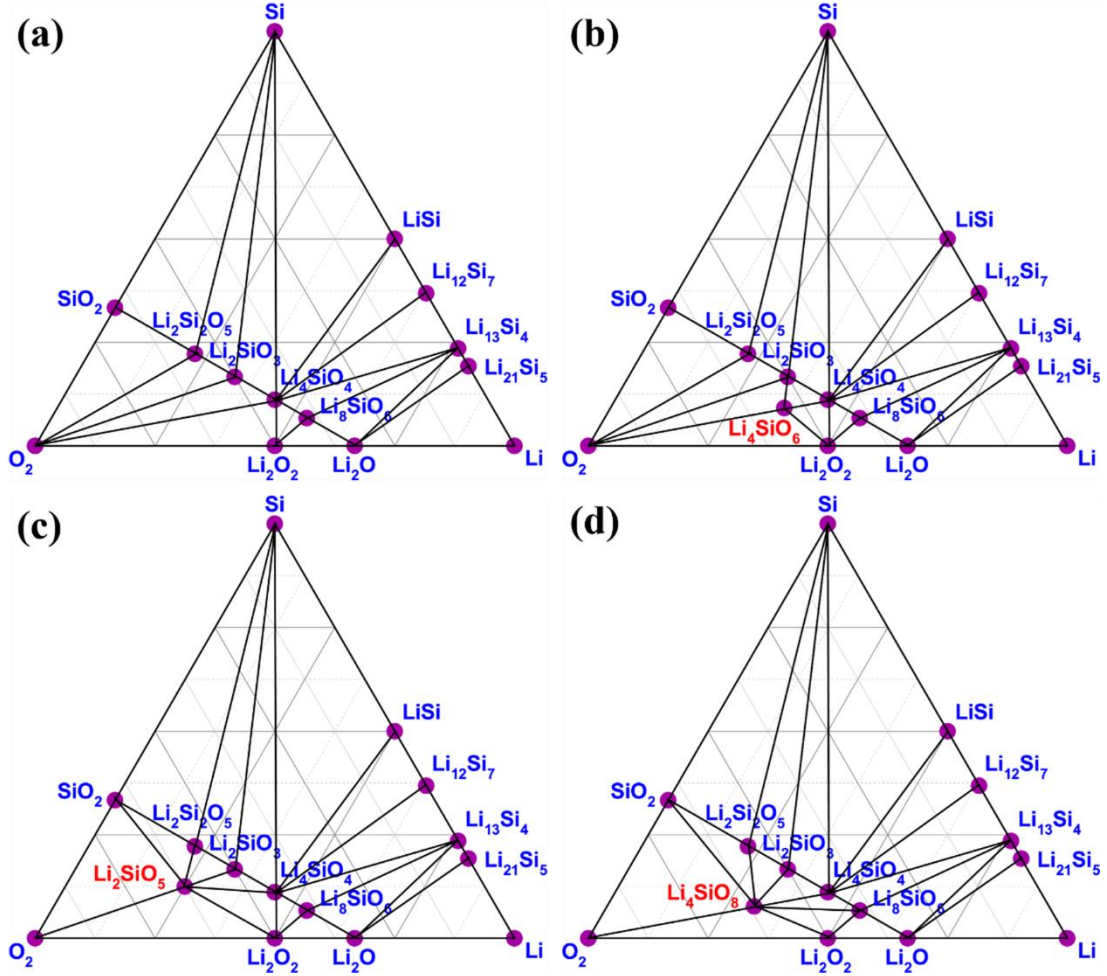 (a)
Si
LiSi
Li₁₂Si₇
SiO₂
Li₂Si₂O₅
Li₁₃Si₄
Li₂SiO₃
Li₂₁Si₅
Li₄SiO₄
Li₈SiO₆
O₂
Li₂O₂
Li₂O
Li
(b)
Si
LiSi
Li₁₂Si₇
SiO₂
Li₂Si₂O₅
Li₁₃Si₄
Li₂SiO₃
Li₂₁Si₅
Li₄SiO₄
Li₈SiO₆
Li₄SiO₆
O₂
Li₂O₂
Li₂O
Li
(c)
Si
LiSi
Li₁₂Si₇
SiO₂
Li₂Si₂O₅
Li₁₃Si₄
Li₂SiO₃
Li₂₁Si₅
Li₂SiO₅
Li₄SiO₄
Li₈SiO₆
O₂
Li₂O₂
Li₂O
Li
(d)
Si
LiSi
Li₁₂Si₇
SiO₂
Li₂Si₂O₅
Li₁₃Si₄
Li₂SiO₃
Li₂₁Si₅
Li₄SiO₄
Li₄SiO₈
Li₈SiO₆
O₂
Li₂O₂
Li₂O
Li